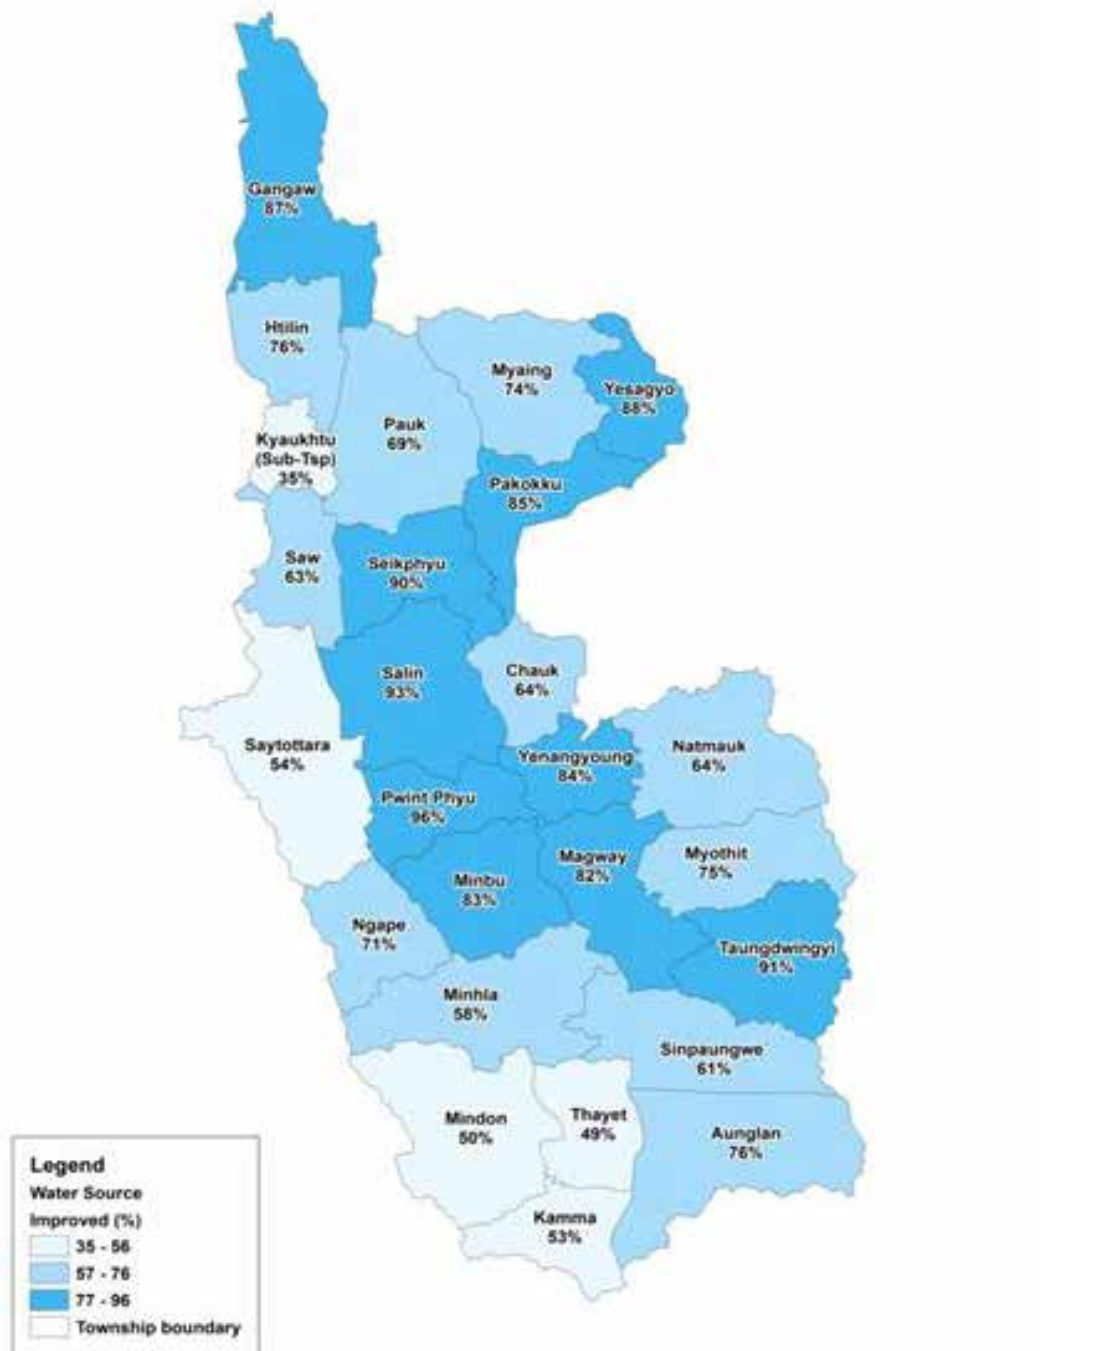 Gangaw
87%
Htilin
76%
Myaing
74%
Yesagyo
88%
Pauk
69%
Kyaukhtu
(Sub-Tsp)
35%
Pakokku
85%
Saw
63%
Seikphyu
90%
Salin
93%
Chauk
64%
Saytottara
54%
Natmauk
64%
Yenangyoung
84%
Pwint Phyu
96%
Magway
82%
Myothit
75%
Minbu
83%
Ngape
71%
Taungdwingyi
91%
Minhla
58%
Sinpaungwe
61%
Mindon
50%
Thayet
49%
Aunglan
76%
Kamma
53%
Legend
Water Source
Improved (%)
35 - 56
57 - 76
77 - 96
Township boundary